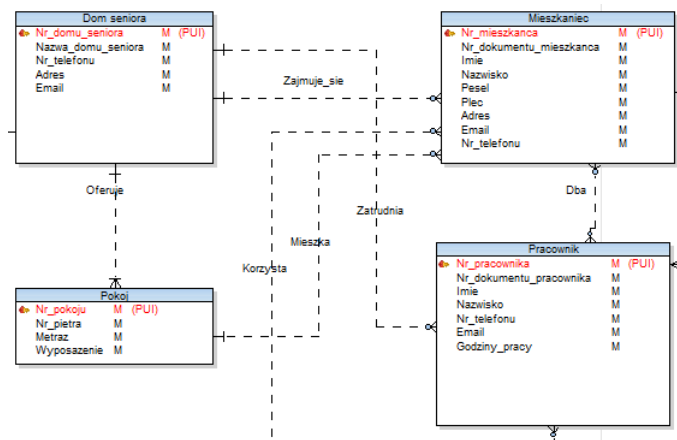 Dom seniora
Nr_domu_seniora M (PUI)
Nazwa_domu_seniora M
Nr_telefonu M
Adres M
Email M
Mieszkaniec
Nr_mieszkanca M (PUI)
Nr_dokumentu_mieszkanca M
Imie M
Nazwisko M
Pesel M
Plec M
Adres M
Email M
Nr_telefonu M
Zajmuje_sie
Oferuje
Zatrudnia
Dba
Mieszka
Korzysta
Pokoj
Nr_pokoju M (PUI)
Nr_pietra M
Metraz M
Wyposazenie M
Pracownik
Nr_pracownika M (PUI)
Nr_dokumentu_pracownika M
Imie M
Nazwisko M
Nr_telefonu M
Email M
Godziny_pracy M